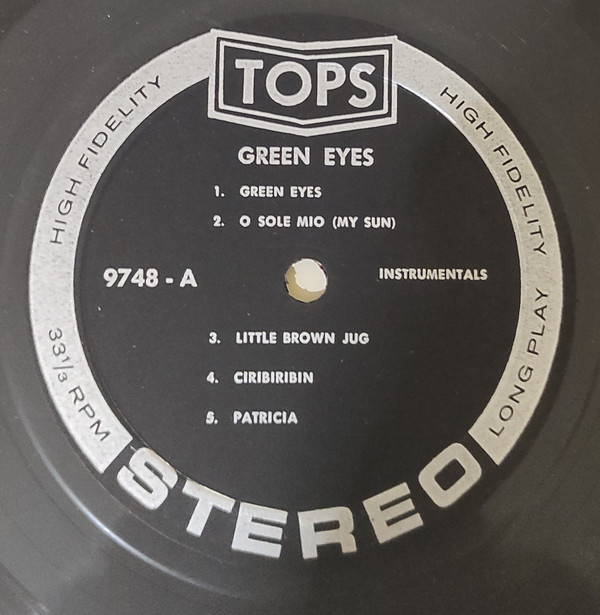 TOPS
HIGH FIDELITY
HIGH FIDELITY
GREEN EYES
1. GREEN EYES
2. O SOLE MIO (MY SUN)
9748 - A
INSTRUMENTALS
3. LITTLE BROWN JUG
4. CIRIBIRIBIN
5. PATRICIA
33 1/3 RPM
LONG PLAY
STEREO